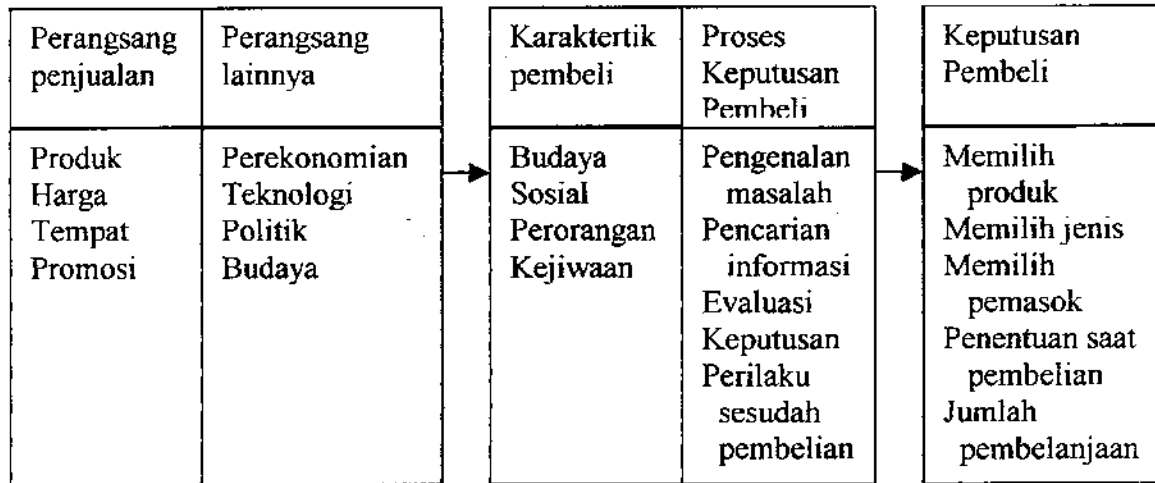 Perangsang
penjualan
Perangsang
lainnya
Karaktertik
pembeli
Proses
Keputusan
Pembeli
Keputusan
Pembeli
Produk
Harga
Tempat
Promosi
Perekonomian
Teknologi
Politik
Budaya
Budaya
Sosial
Perorangan
Kejiwaan
Pengenalan
masalah
Pencarian
informasi
Evaluasi
Keputusan
Perilaku
sesudah
pembelian
Memilih
produk
Memilih jenis
Memilih
pemasok
Penentuan saat
pembelian
Jumlah
pembelanjaan